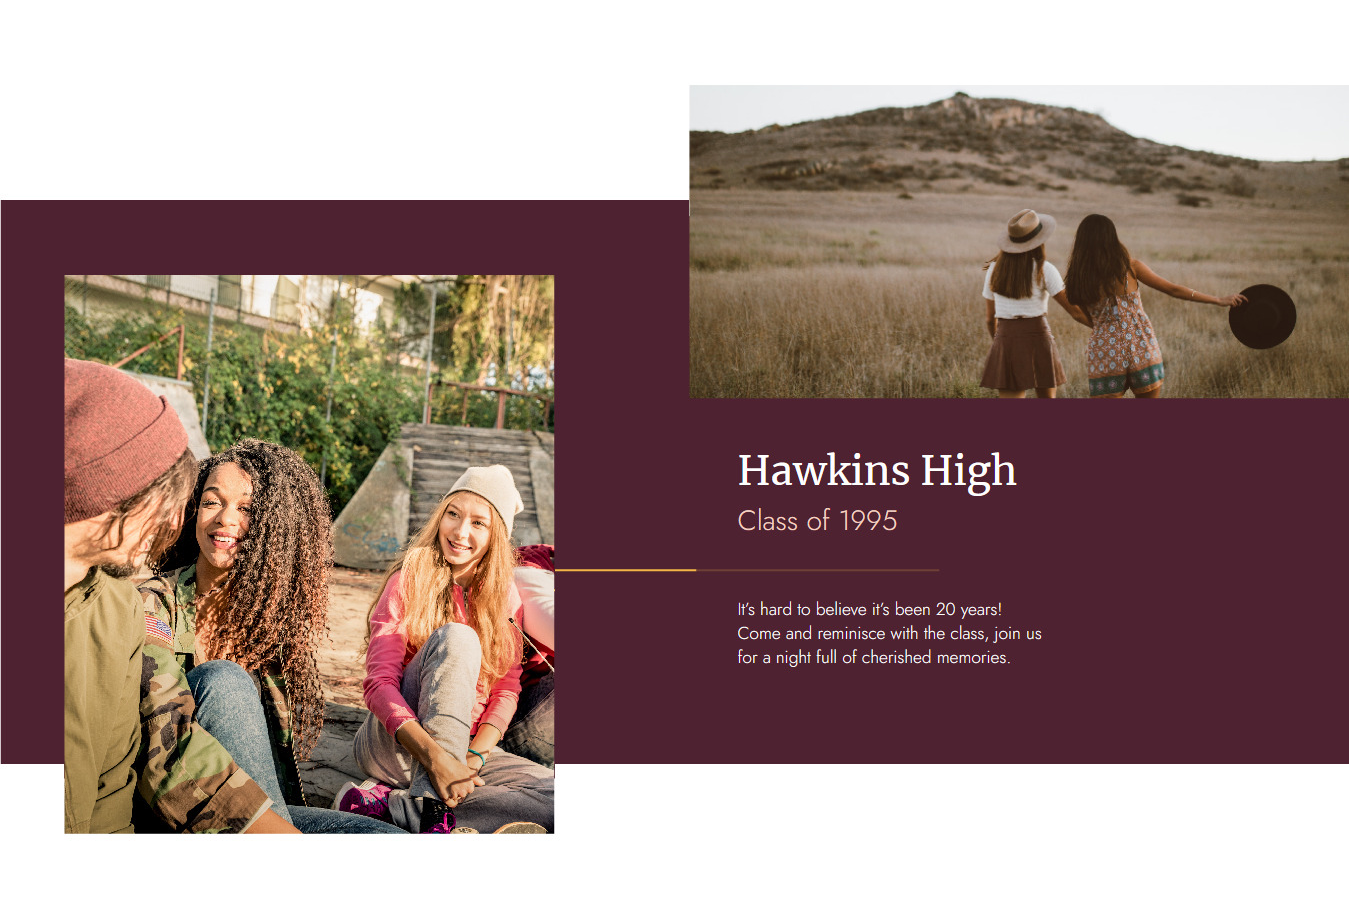 Hawkins High
Class of 1995
It's hard to believe it's been 20 years!
Come and reminisce with the class, join us
for a night full of cherished memories.